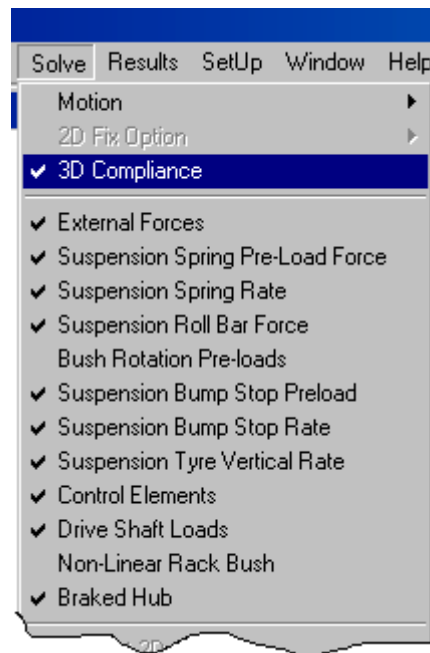 Solve Results SetUp Window Help
Motion
2D Fix Option
3D Compliance
External Forces
Suspension Spring Pre-Load Force
Suspension Spring Rate
Suspension Roll Bar Force
Bush Rotation Pre-loads
Suspension Bump Stop Preload
Suspension Bump Stop Rate
Suspension Tyre Vertical Rate
Control Elements
Drive Shaft Loads
Non-Linear Rack Bush
Braked Hub